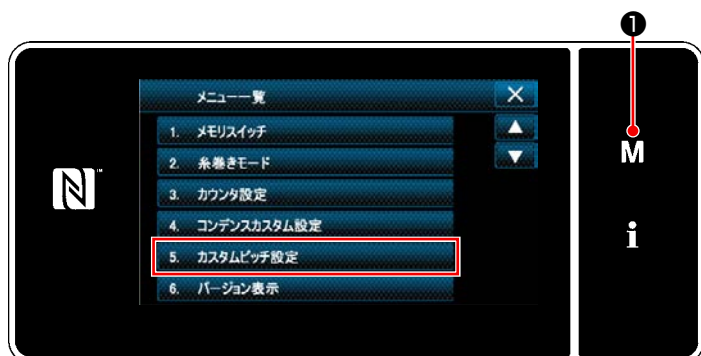 ❶
メニュー一覧
1. メモリスイッチ
2. 糸巻きモード
3. カウンタ設定
4. コンデンスカスタム設定
5. カスタムピッチ設定
6. バージョン表示
N
™
M
i